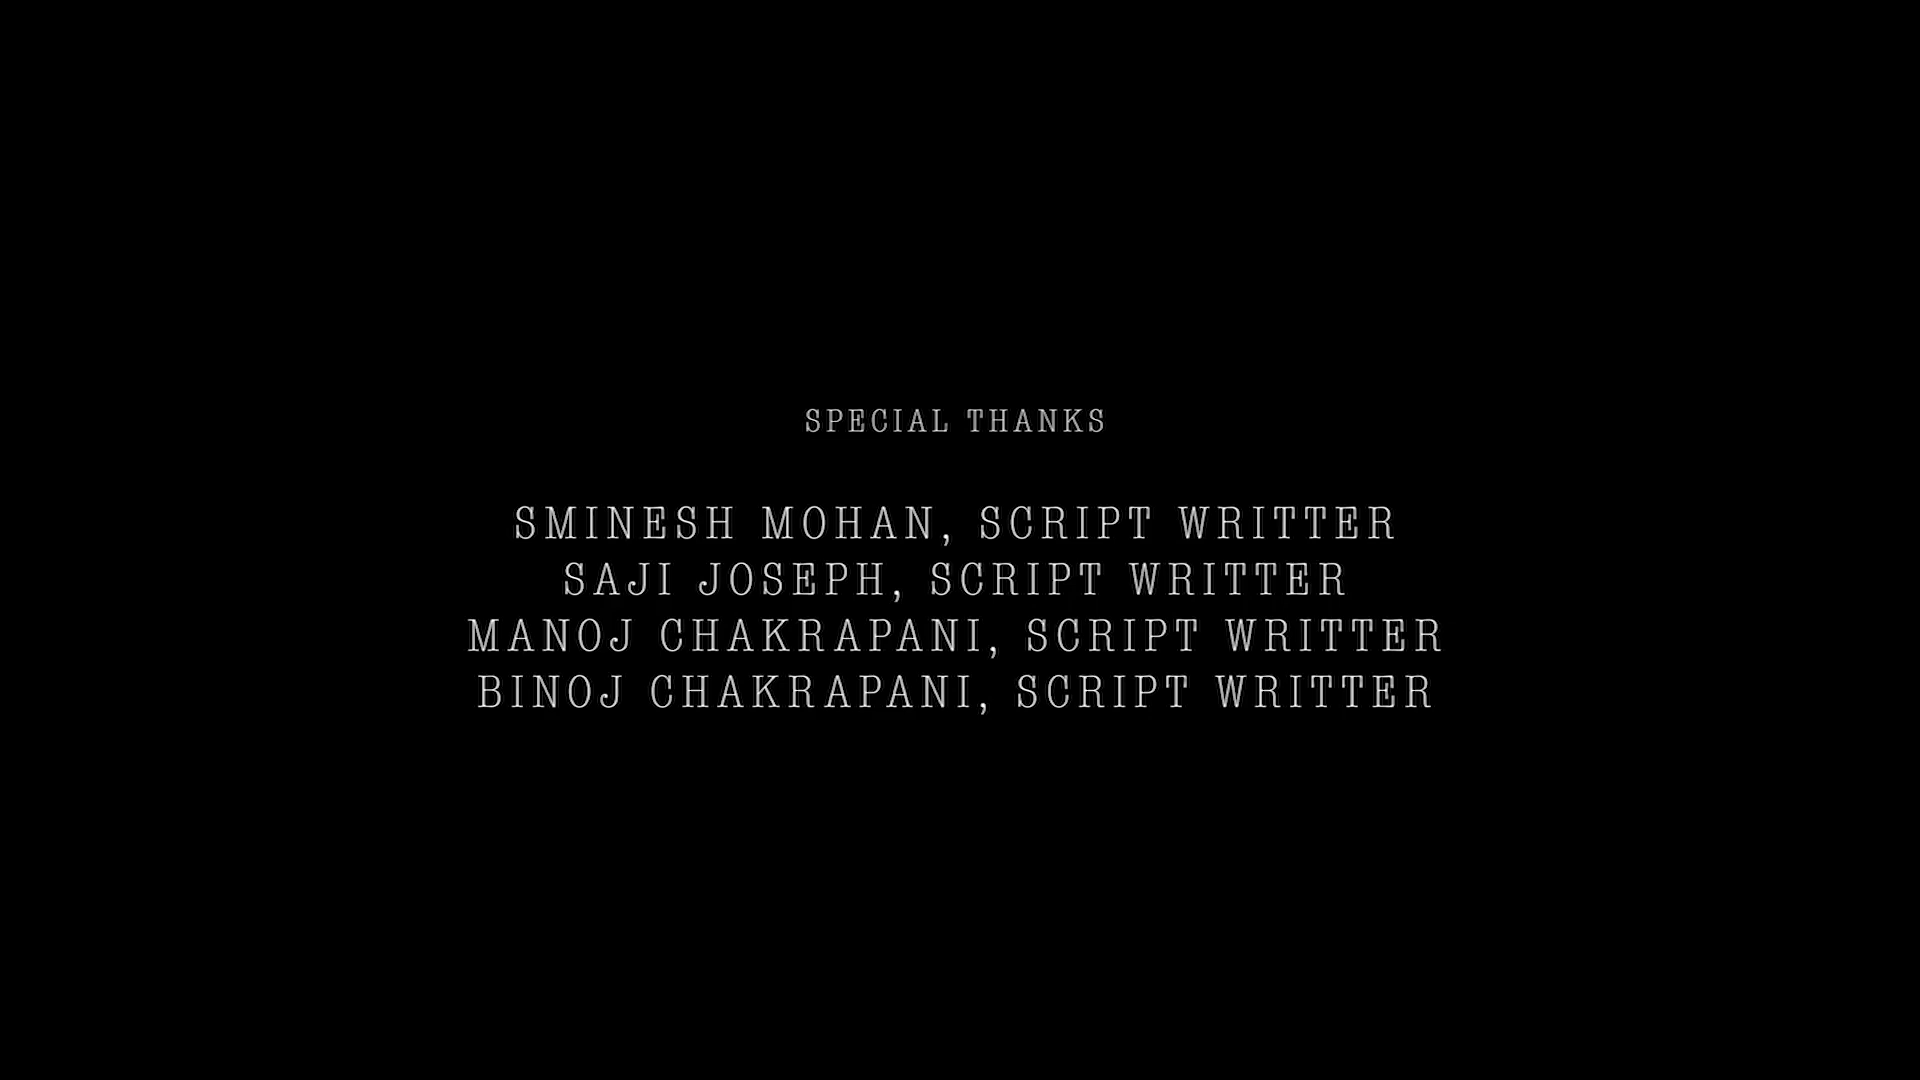 SPECIAL THANKS
SMINESH MOHAN, SCRIPT WRITTER
SAJI JOSEPH, SCRIPT WRITTER
MANOJ CHAKRAPANI, SCRIPT WRITTER
BINOJ CHAKRAPANI, SCRIPT WRITTER